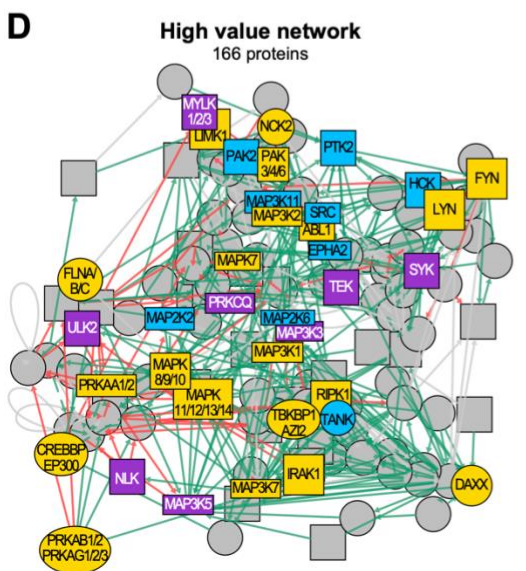 D
High value network
166 proteins
MYLK
1/2/3
LIMK1
NCK2
PAK2
PAK
3/4/6
PTK2
HCK
FYN
LYN
MAP3K11
MAP3K2
SRC
ABL1
EPHA2
MAPK7
SYK
TEK
FLNA/
B/C
PRKCQ
ULK2
MAP2K2
MAP2K6
MAP3K3
MAP3K1
MAPK
8/9/10
PRKAA1/2
MAPK
11/12/13/14
RIPK1
TBKBP1
AZI2
TANK
CREBBP
EP300
IRAK1
NLK
MAP3K7
DAXX
MAP3K5
PRKAB1/2
PRKAG1/2/3